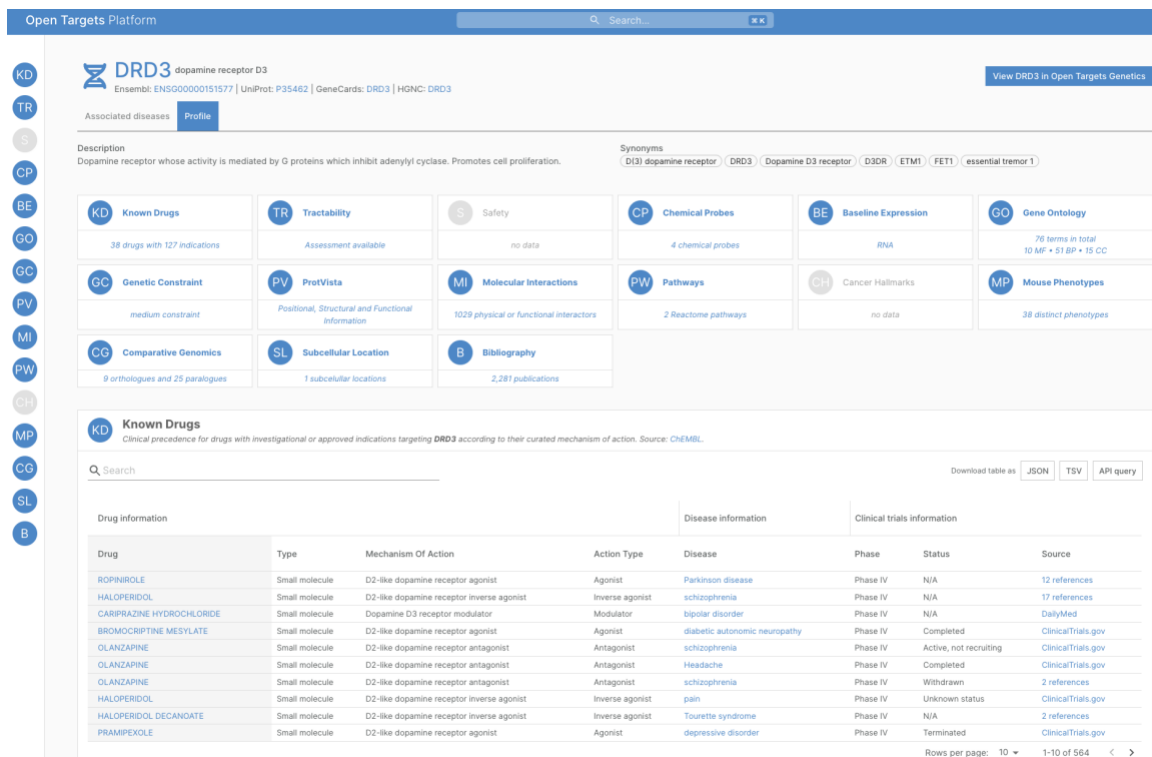 Open Targets Platform
Search...
⌘ K
DRD3 dopamine receptor D3
View DRD3 in Open Targets Genetics
Ensembl: ENSG00000151577 | UniProt: P35462 | GeneCards: DRD3 | HGNC: DRD3
Associated diseases Profile
Description
Dopamine receptor whose activity is mediated by G proteins which inhibit adenylyl cyclase. Promotes cell proliferation.
Synonyms
D(3) dopamine receptor DRD3 Dopamine D3 receptor D3DR ETM1 FET1 essential tremor 1
KD
TR
S
CP
BE
GO
GC
PV
MI
PW
CH
MP
CG
SL
B
KD Known Drugs
38 drugs with 127 indications
TR Tractability
Assessment available
S Safety
no data
CP Chemical Probes
4 chemical probes
BE Baseline Expression
RNA
GO Gene Ontology
76 terms in total
10 MF • 51 BP • 15 CC
GC Genetic Constraint
medium constraint
PV ProtVista
Positional, Structural and Functional
Information
MI Molecular Interactions
1029 physical or functional interactors
PW Pathways
2 Reactome pathways
CH Cancer Hallmarks
no data
MP Mouse Phenotypes
38 distinct phenotypes
CG Comparative Genomics
9 orthologues and 25 paralogues
SL Subcellular Location
1 subcelullar locations
B Bibliography
2,281 publications
KD Known Drugs
Clinical precedence for drugs with investigational or approved indications targeting DRD3 according to their curated mechanism of action. Source: ChEMBL.
Search
Download table as JSON TSV API query
Drug information Disease information Clinical trials information
Drug Type Mechanism Of Action Action Type Disease Phase Status Source
ROPINIROLE Small molecule D2-like dopamine receptor agonist Agonist Parkinson disease Phase IV N/A 12 references
HALOPERIDOL Small molecule D2-like dopamine receptor inverse agonist Inverse agonist schizophrenia Phase IV N/A 17 references
CARIPRAZINE HYDROCHLORIDE Small molecule Dopamine D3 receptor modulator Modulator bipolar disorder Phase IV N/A DailyMed
BROMOCRIPTINE MESYLATE Small molecule D2-like dopamine receptor agonist Agonist diabetic autonomic neuropathy Phase IV Completed ClinicalTrials.gov
OLANZAPINE Small molecule D2-like dopamine receptor antagonist Antagonist schizophrenia Phase IV Active, not recruiting ClinicalTrials.gov
OLANZAPINE Small molecule D2-like dopamine receptor antagonist Antagonist Headache Phase IV Completed ClinicalTrials.gov
OLANZAPINE Small molecule D2-like dopamine receptor antagonist Antagonist schizophrenia Phase IV Withdrawn 2 references
HALOPERIDOL Small molecule D2-like dopamine receptor inverse agonist Inverse agonist pain Phase IV Unknown status ClinicalTrials.gov
HALOPERIDOL DECANOATE Small molecule D2-like dopamine receptor inverse agonist Inverse agonist Tourette syndrome Phase IV N/A 2 references
PRAMIPEXOLE Small molecule D2-like dopamine receptor agonist Agonist depressive disorder Phase IV Terminated ClinicalTrials.gov
Rows per page: 10 1-10 of 564